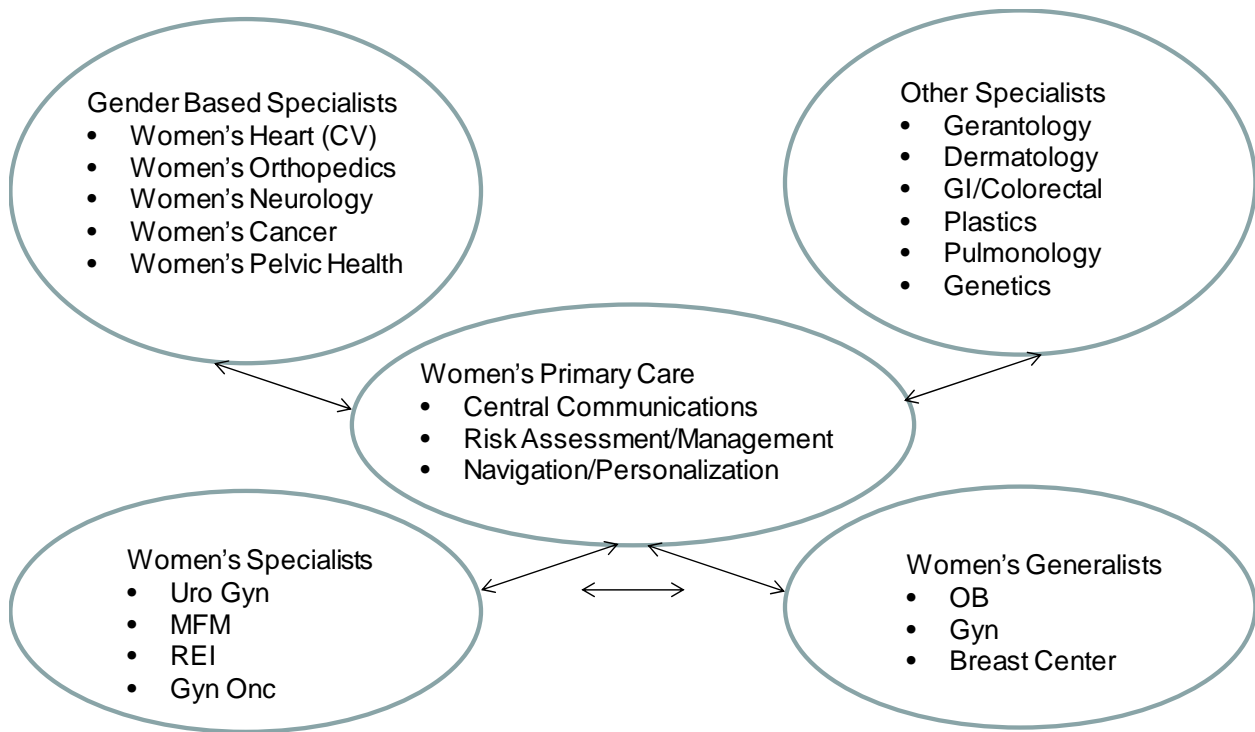 Gender Based Specialists
• Women's Heart (CV)
• Women's Orthopedics
• Women's Neurology
• Women's Cancer
• Women's Pelvic Health
Other Specialists
• Gerantology
• Dermatology
• GI/Colorectal
• Plastics
• Pulmonology
• Genetics
Women's Primary Care
• Central Communications
• Risk Assessment/Management
• Navigation/Personalization
Women's Specialists
• Uro Gyn
• MFM
• REI
• Gyn Onc
Women's Generalists
• OB
• Gyn
• Breast Center